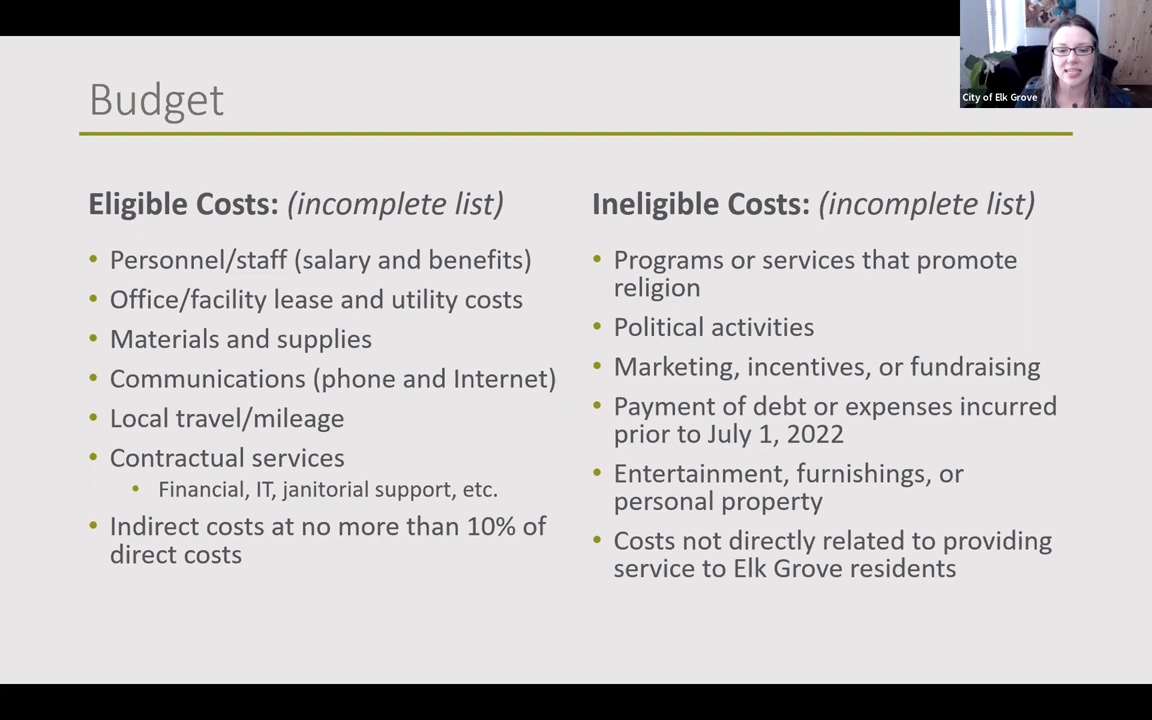 City of Elk Grove
Budget
Eligible Costs: (incomplete list)
• Personnel/staff (salary and benefits)
• Office/facility lease and utility costs
• Materials and supplies
• Communications (phone and Internet)
• Local travel/mileage
• Contractual services
• Financial, IT, janitorial support, etc.
• Indirect costs at no more than 10% of
direct costs
Ineligible Costs: (incomplete list)
• Programs or services that promote
religion
• Political activities
• Marketing, incentives, or fundraising
• Payment of debt or expenses incurred
prior to July 1, 2022
• Entertainment, furnishings, or
personal property
• Costs not directly related to providing
service to Elk Grove residents